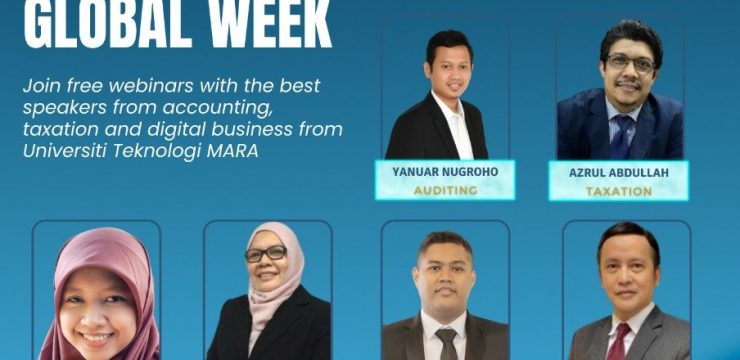 GLOBAL WEEK
Join free webinars with the best
speakers from accounting,
taxation and digital business from
Universiti Teknologi MARA
YANUAR NUGROHO
AUDITING
AZRUL ABDULLAH
TAXATION